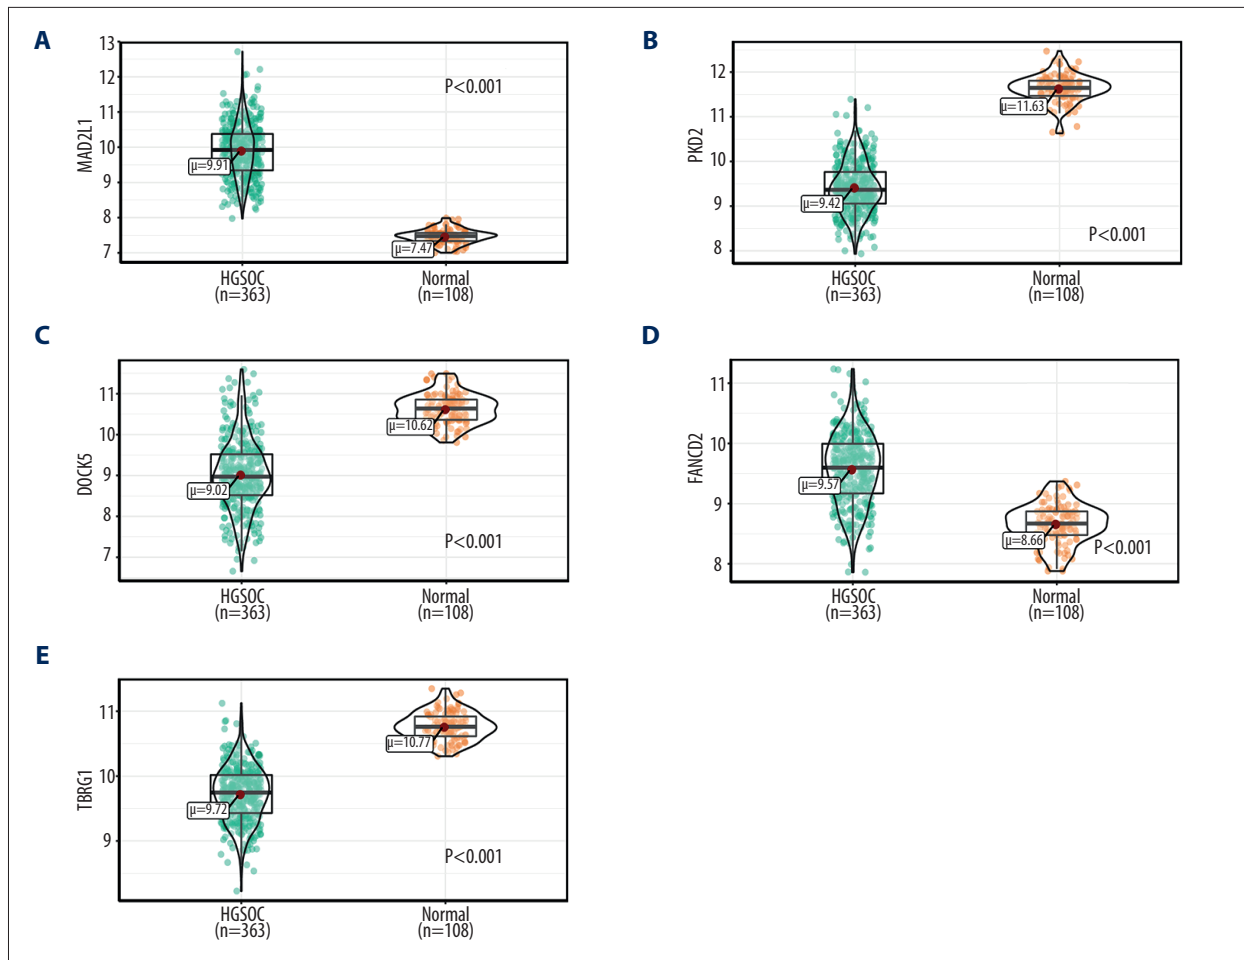 A
MAD2L1
13
12
11
10
9
8
7
P<0.001
μ=9.91
μ=7.47
HGSOC
(n=363)
Normal
(n=108)
B
PKD2
12
11
10
9
8
μ=11.63
μ=9.42
P<0.001
HGSOC
(n=363)
Normal
(n=108)
C
DOCK5
11
10
9
8
7
μ=10.62
μ=9.02
P<0.001
HGSOC
(n=363)
Normal
(n=108)
D
FANCD2
11
10
9
8
μ=9.57
μ=8.66
P<0.001
HGSOC
(n=363)
Normal
(n=108)
E
TBRG1
11
10
9
μ=10.77
μ=9.72
P<0.001
HGSOC
(n=363)
Normal
(n=108)